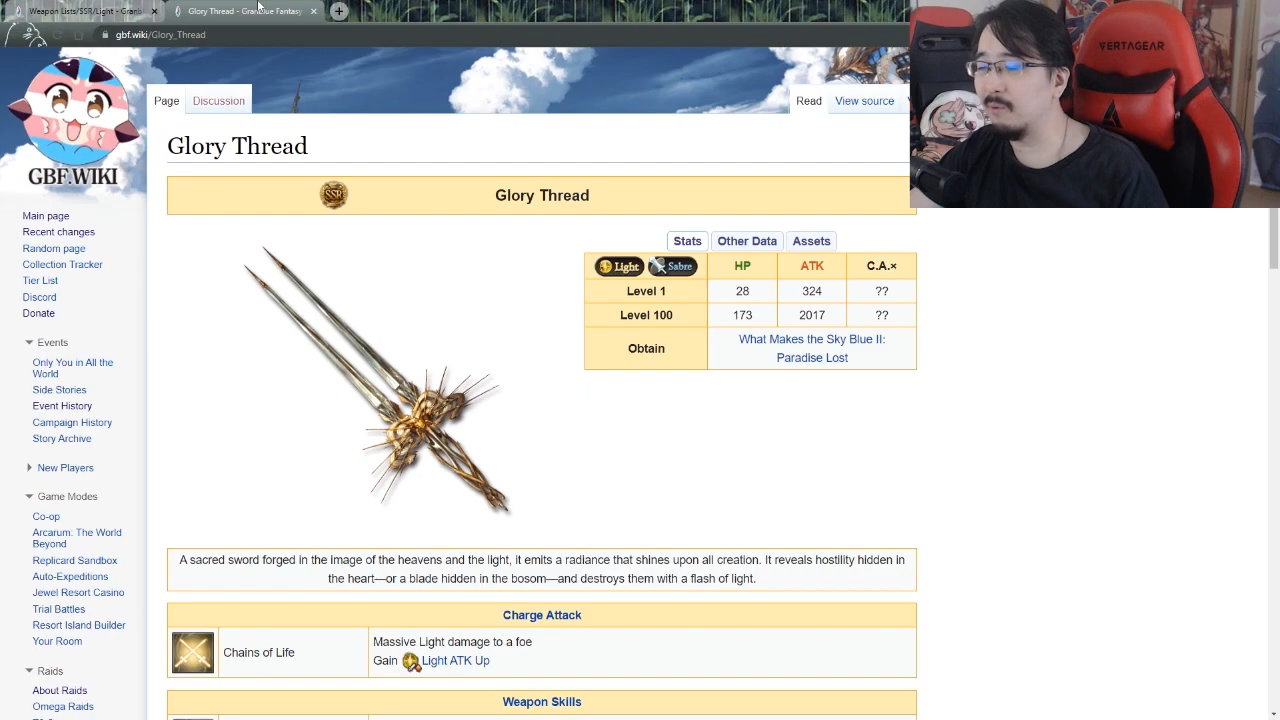 Weapon Lists/SSR/Light - Granb
Glory Thread - Granblue Fantasy
gbf.wiki/Glory_Thread
VERTAGEAR
GBF.WIKI
Page
Discussion
Read
View source
Glory Thread
SSR
Glory Thread
Stats
Other Data
Assets
Light
Sabre
HP
ATK
C.A.×
Level 1
28
324
??
Level 100
173
2017
??
Obtain
What Makes the Sky Blue II:
Paradise Lost
A sacred sword forged in the image of the heavens and the light, it emits a radiance that shines upon all creation. It reveals hostility hidden in
the heart—or a blade hidden in the bosom—and destroys them with a flash of light.
Charge Attack
Chains of Life
Massive Light damage to a foe
Gain Light ATK Up
Weapon Skills
Main page
Recent changes
Random page
Collection Tracker
Tier List
Discord
Donate
Events
Only You in All the
World
Side Stories
Event History
Campaign History
Story Archive
New Players
Game Modes
Co-op
Arcarum: The World
Beyond
Replicard Sandbox
Auto-Expeditions
Jewel Resort Casino
Trial Battles
Resort Island Builder
Your Room
Raids
About Raids
Omega Raids